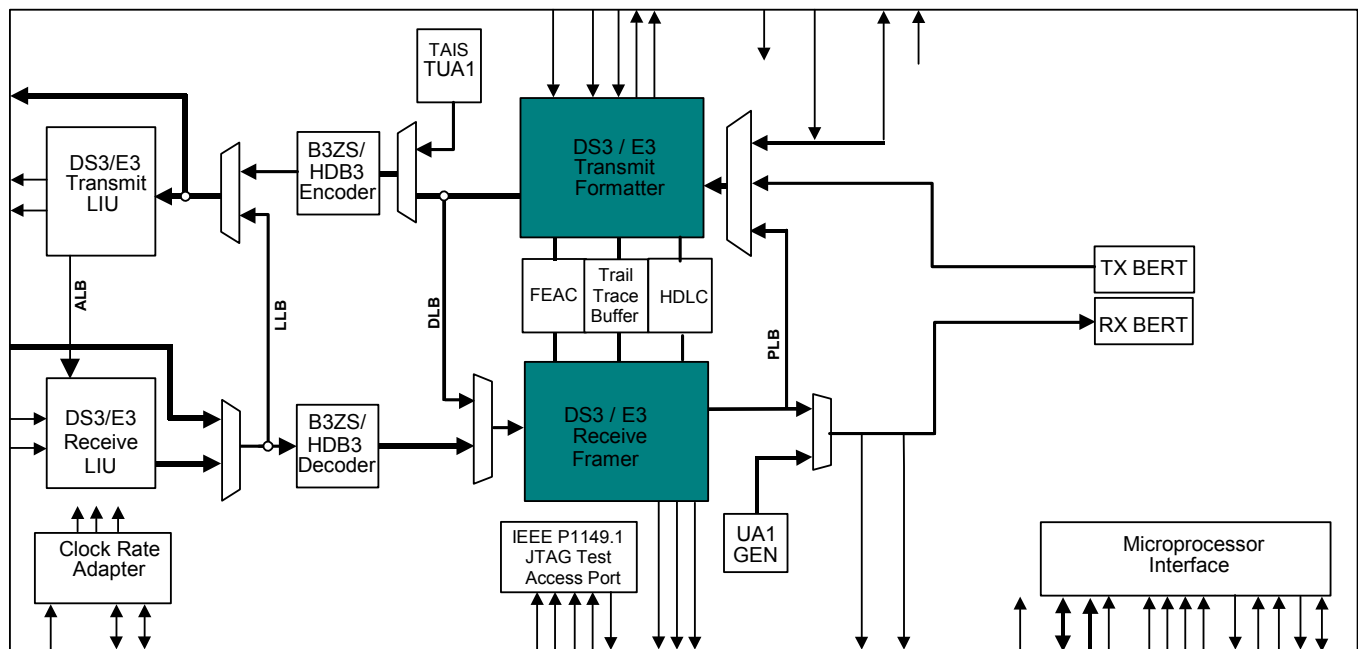 TAIS
TUA1
DS3/E3
Transmit
LIU
B3ZS/
HDB3
Encoder
DS3 / E3
Transmit
Formatter
FEAC
Trail
Trace
Buffer
HDLC
TX BERT
RX BERT
ALB
LLB
DLB
PLB
DS3/E3
Receive
LIU
B3ZS/
HDB3
Decoder
DS3 / E3
Receive
Framer
UA1
GEN
Clock Rate
Adapter
IEEE P1149.1
JTAG Test
Access Port
Microprocessor
Interface